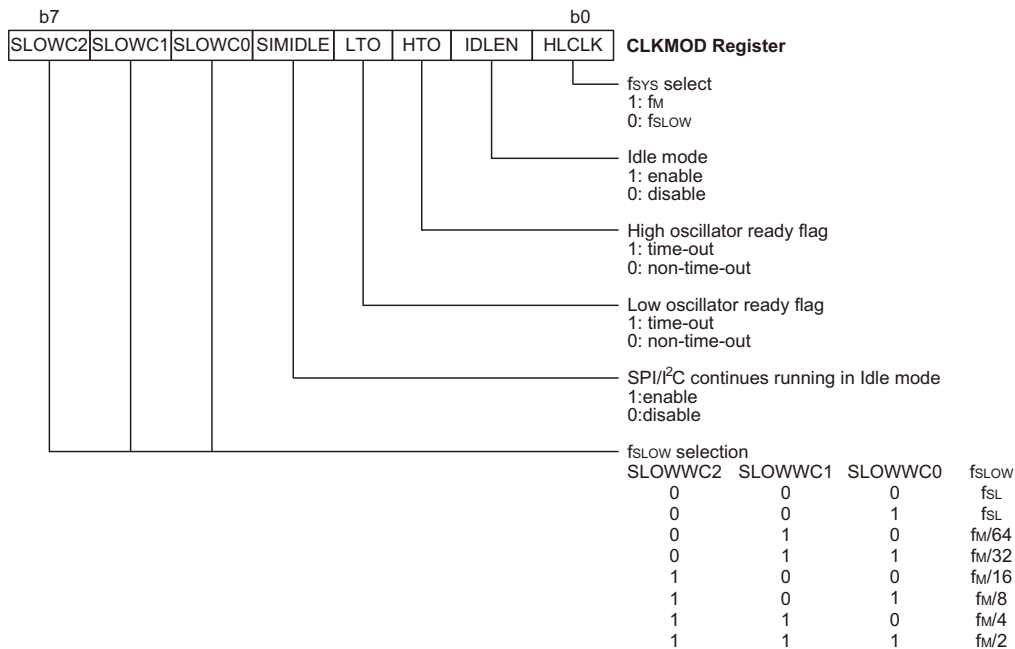 b7 b0
SLOWC2 SLOWC1 SLOWC0 SIMIDLE LTO HTO IDLEN HLCLK CLKMOD Register
fSYS select
1: fM
0: fSLOW
Idle mode
1: enable
0: disable
High oscillator ready flag
1: time-out
0: non-time-out
Low oscillator ready flag
1: time-out
0: non-time-out
SPI/I²C continues running in Idle mode
1:enable
0:disable
fSLOW selection
SLOWWC2 SLOWWC1 SLOWWC0 fSLOW
0 0 0 fSL
0 0 1 fSL
0 1 0 fM/64
0 1 1 fM/32
1 0 0 fM/16
1 0 1 fM/8
1 1 0 fM/4
1 1 1 fM/2